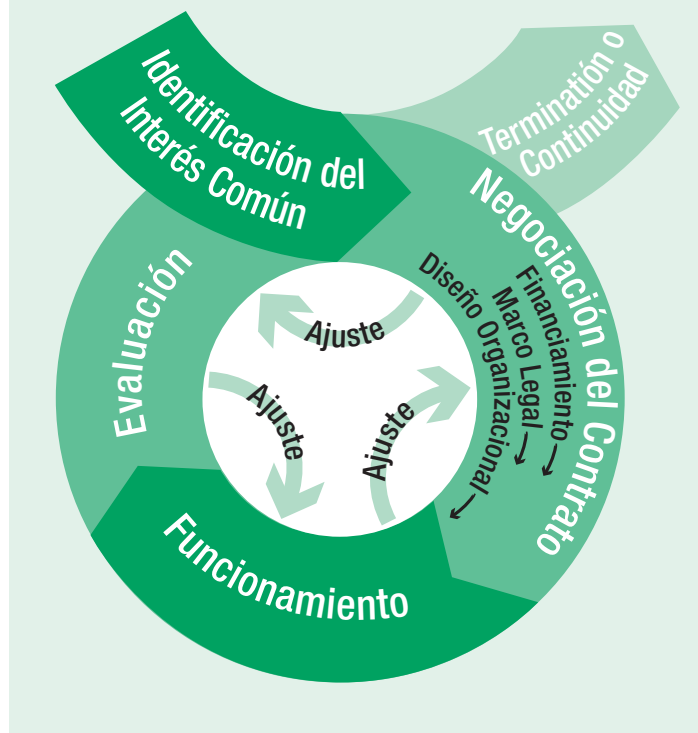 Identificación del
Interés Común
Terminatión o
Continuidad
Negociación del Contrato
Financiamiento
Marco Legal
Diseño Organizacional
Evaluación
Ajuste
Ajuste
Ajuste
Funcionamiento